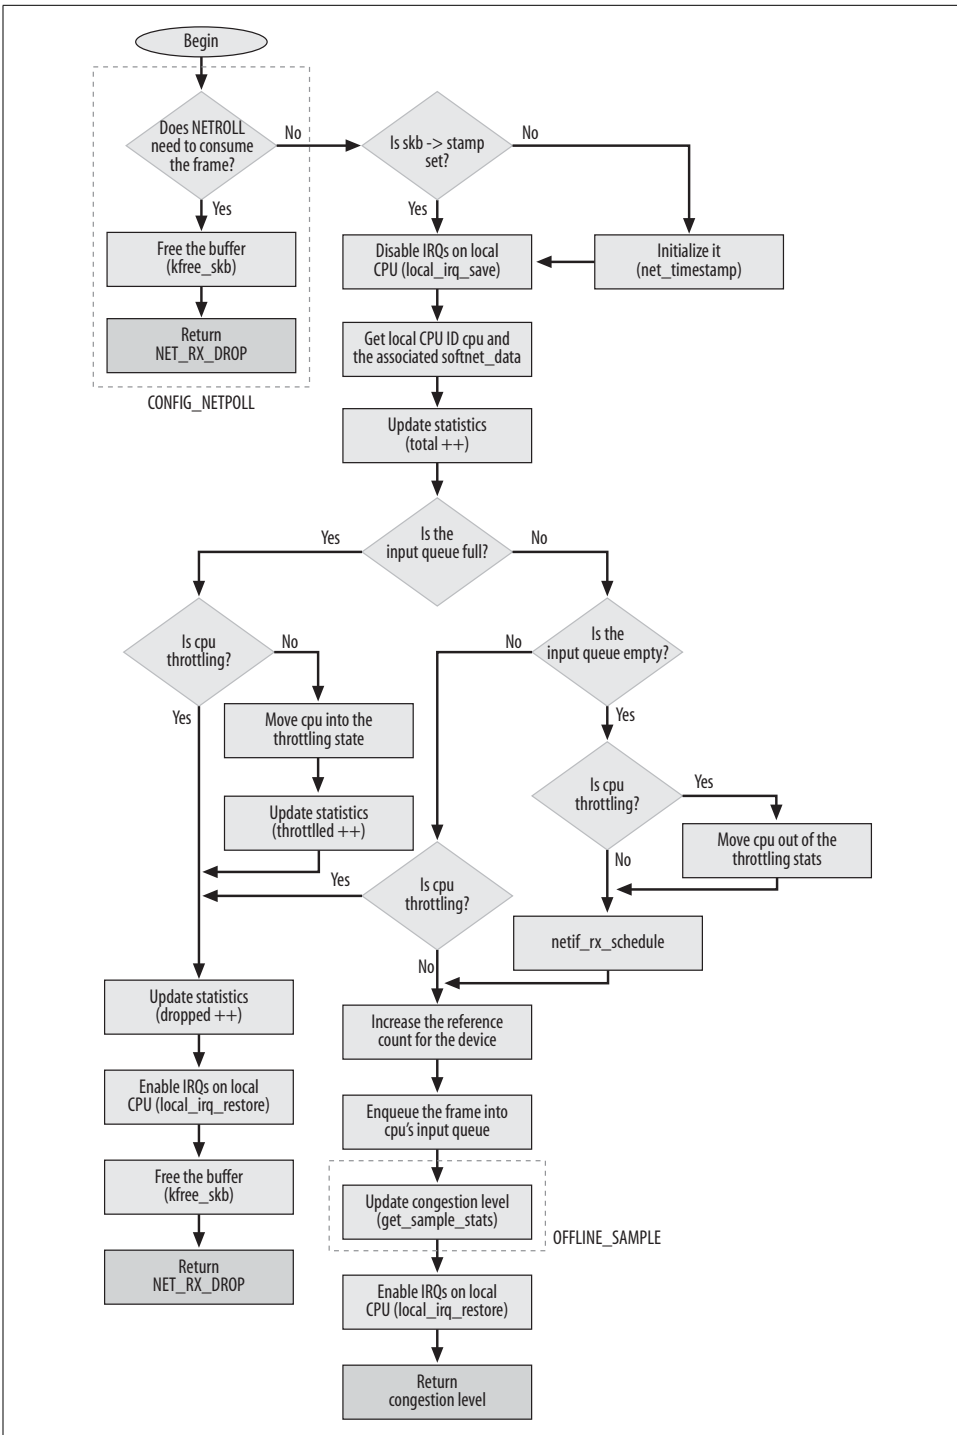 Begin
Does NETROLL
need to consume
the frame?
No
Yes
Free the buffer
(kfree_skb)
Return
NET_RX_DROP
CONFIG_NETPOLL
Is skb -> stamp
set?
No
Yes
Initialize it
(net_timestamp)
Disable IRQs on local
CPU (local_irq_save)
Get local CPU ID cpu and
the associated softnet_data
Update statistics
(total ++)
Is the
input queue full?
Yes
No
Is cpu
throttling?
No
Yes
Move cpu into the
throttling state
Update statistics
(throttlled ++)
Is the
input queue empty?
No
Yes
Is cpu
throttling?
Yes
No
Move cpu out of the
throttling stats
netif_rx_schedule
Is cpu
throttling?
Yes
No
Update statistics
(dropped ++)
Enable IRQs on local
CPU (local_irq_restore)
Free the buffer
(kfree_skb)
Return
NET_RX_DROP
Increase the reference
count for the device
Enqueue the frame into
cpu's input queue
Update congestion level
(get_sample_stats)
OFFLINE_SAMPLE
Enable IRQs on local
CPU (local_irq_restore)
Return
congestion level